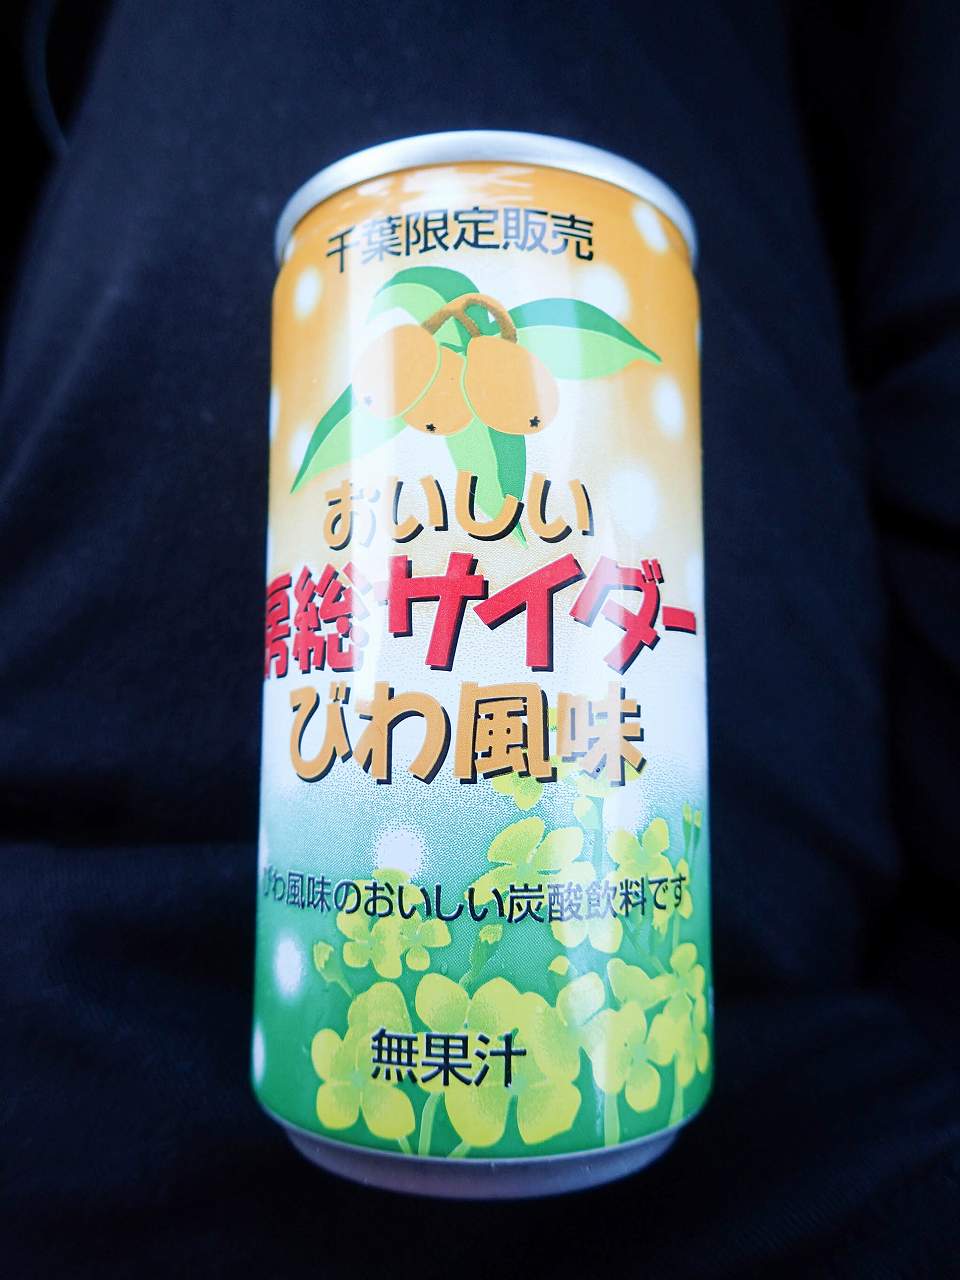 千葉限定販売
おいしい
房総サイダー
びわ風味
びわ風味のおいしい炭酸飲料です
無果汁